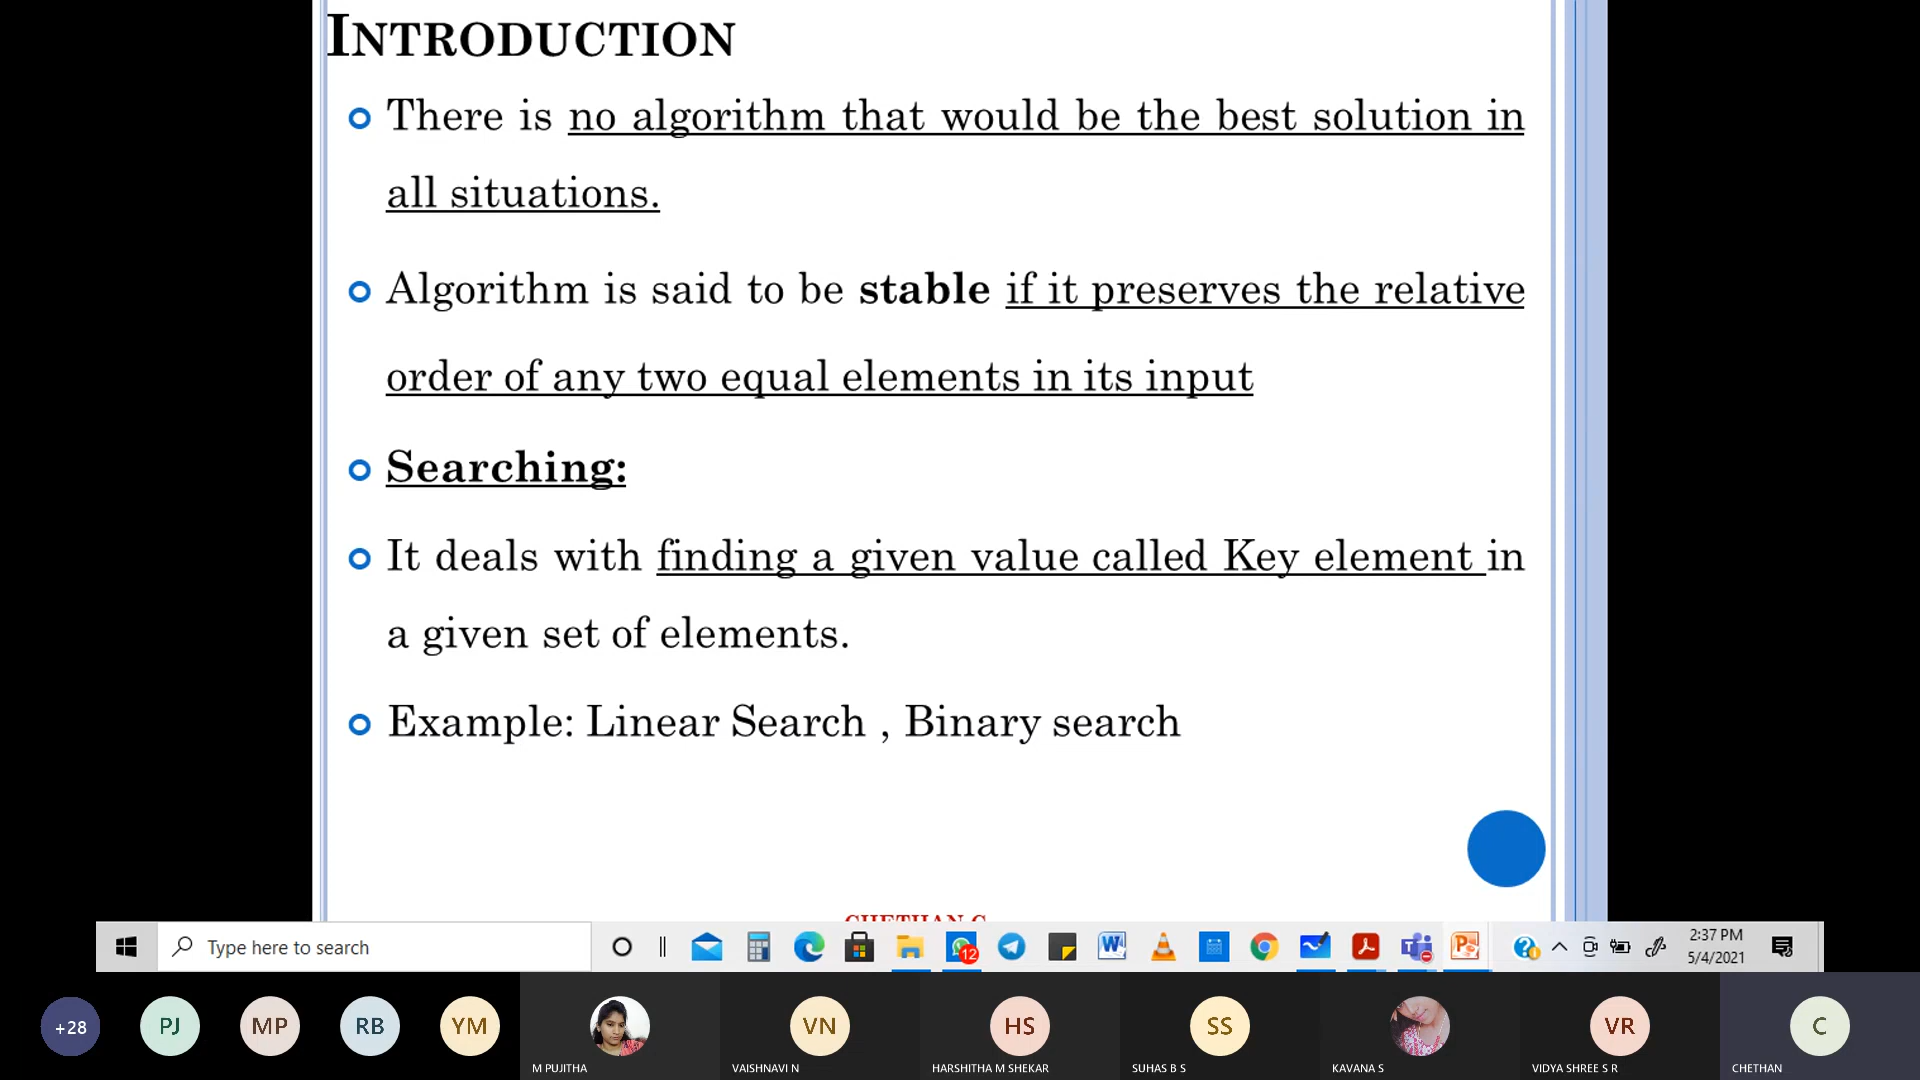 INTRODUCTION
There is no algorithm that would be the best solution in
all situations.
Algorithm is said to be stable if it preserves the relative
order of any two equal elements in its input
Searching:
It deals with finding a given value called Key element in
a given set of elements.
Example: Linear Search , Binary search
CHETHAN C
Type here to search
12
2:37 PM
5/4/2021
+28
PJ
MP
RB
YM
VN
HS
SS
VR
C
M PUJITHA
VAISHNAVI N
HARSHITHA M SHEKAR
SUHAS B S
KAVANA S
VIDYA SHREE S R
CHETHAN